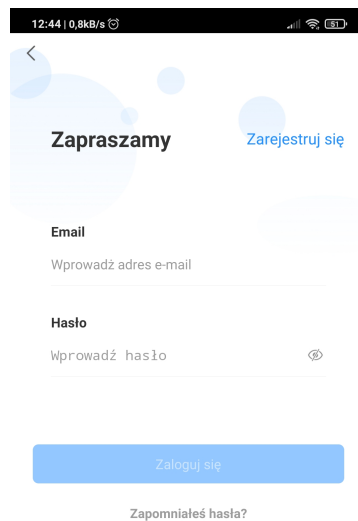 12:44 | 0,8kB/s
51
Zapraszamy
Zarejestruj się
Email
Wprowadź adres e-mail
Hasło
Wprowadź hasło
Zaloguj się
Zapomniałeś hasła?